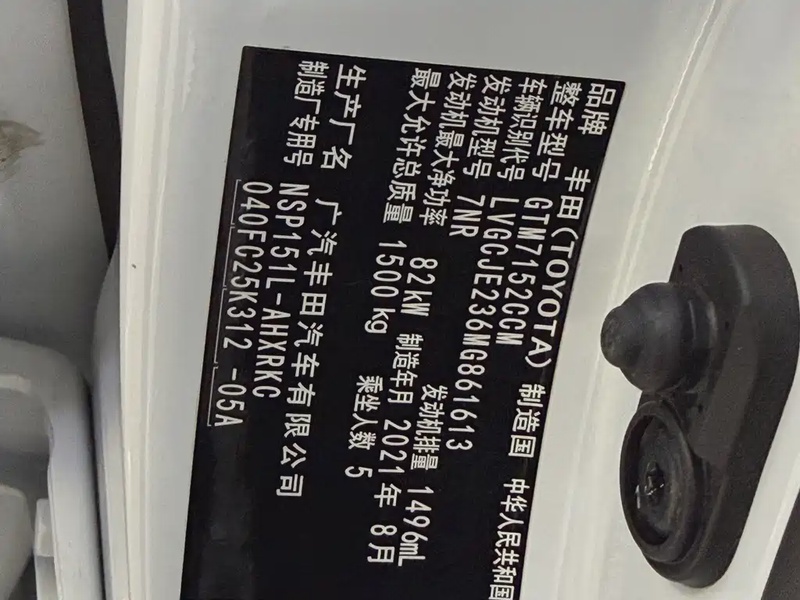 品牌 丰田(TOYOTA) 制造国 中华人民共和国
整车型号 GTM7152CCM
车辆识别代号 LVGCJE236MG861613
发动机型号 7NR 发动机排量 1496mL
发动机最大净功率 82kW 制造年月 2021年8月
最大允许总质量 1500kg 乘坐人数 5
生产厂名 广汽丰田汽车有限公司
制造厂专用号 NSP151L-AHXRKC
040FC25K312-05A